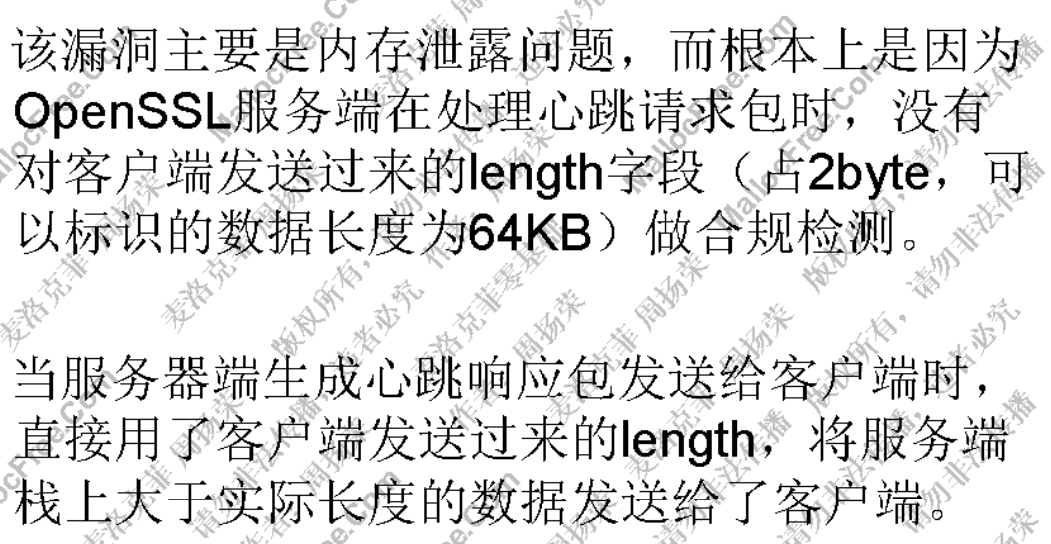 该漏洞主要是内存泄露问题，而根本上是因为
OpenSSL服务端在处理心跳请求包时，没有
对客户端发送过来的length字段（占2byte，可
以标识的数据长度为64KB）做合规检测。
当服务器端生成心跳响应包发送给客户端时，
直接用了客户端发送过来的length，将服务端
栈上大于实际长度的数据发送给了客户端。